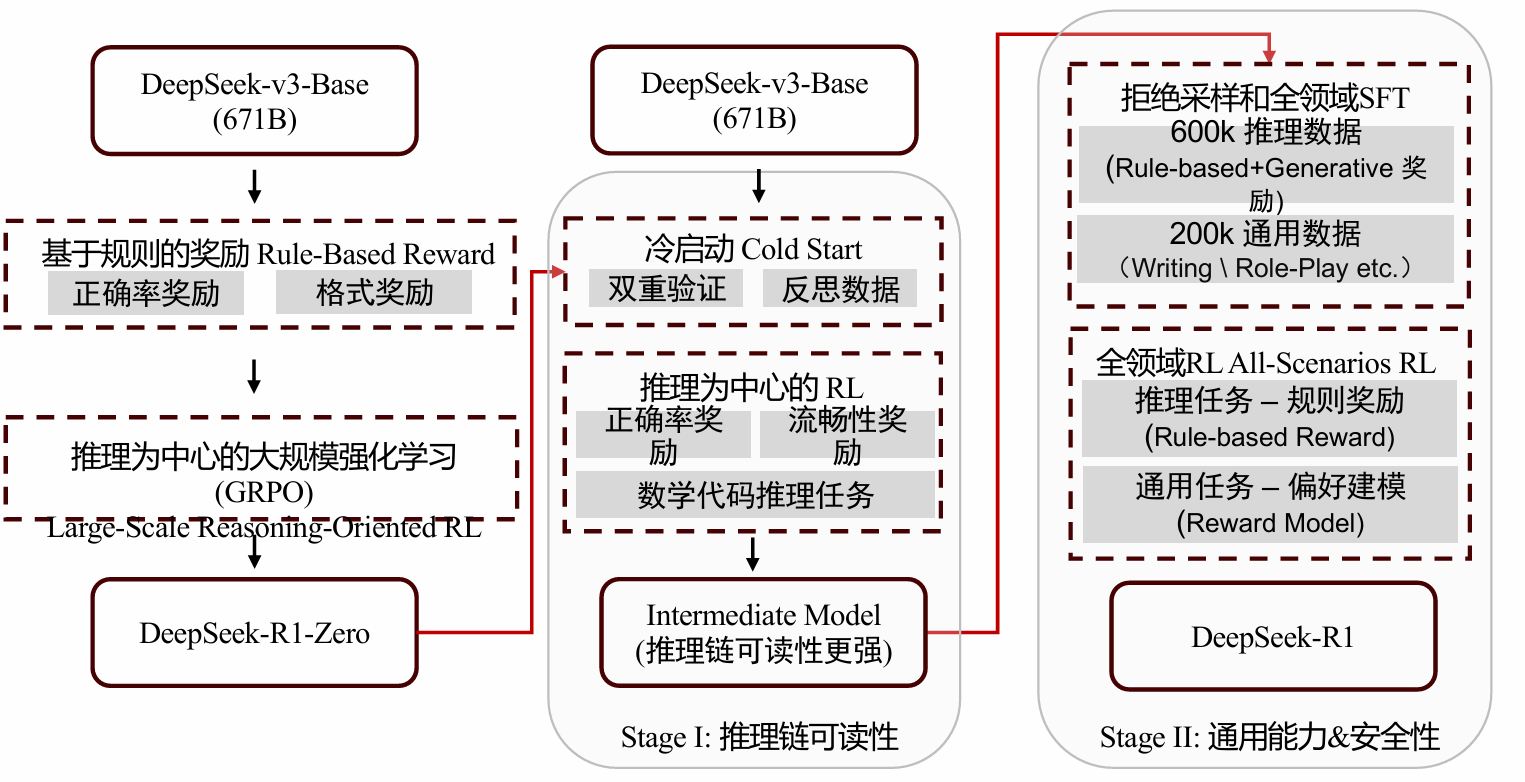 DeepSeek-v3-Base
(671B)
基于规则的奖励 Rule-Based Reward
正确率奖励
格式奖励
推理为中心的大规模强化学习
(GRPO)
Large-Scale Reasoning-Oriented RL
DeepSeek-R1-Zero
DeepSeek-v3-Base
(671B)
冷启动 Cold Start
双重验证
反思数据
推理为中心的 RL
正确率奖
励
流畅性奖
励
数学代码推理任务
Intermediate Model
(推理链可读性更强)
Stage I: 推理链可读性
拒绝采样和全领域SFT
600k 推理数据
(Rule-based+Generative 奖
励)
200k 通用数据
（Writing \ Role-Play etc.）
全领域RL All-Scenarios RL
推理任务 – 规则奖励
(Rule-based Reward)
通用任务 – 偏好建模
(Reward Model)
DeepSeek-R1
Stage II: 通用能力&安全性